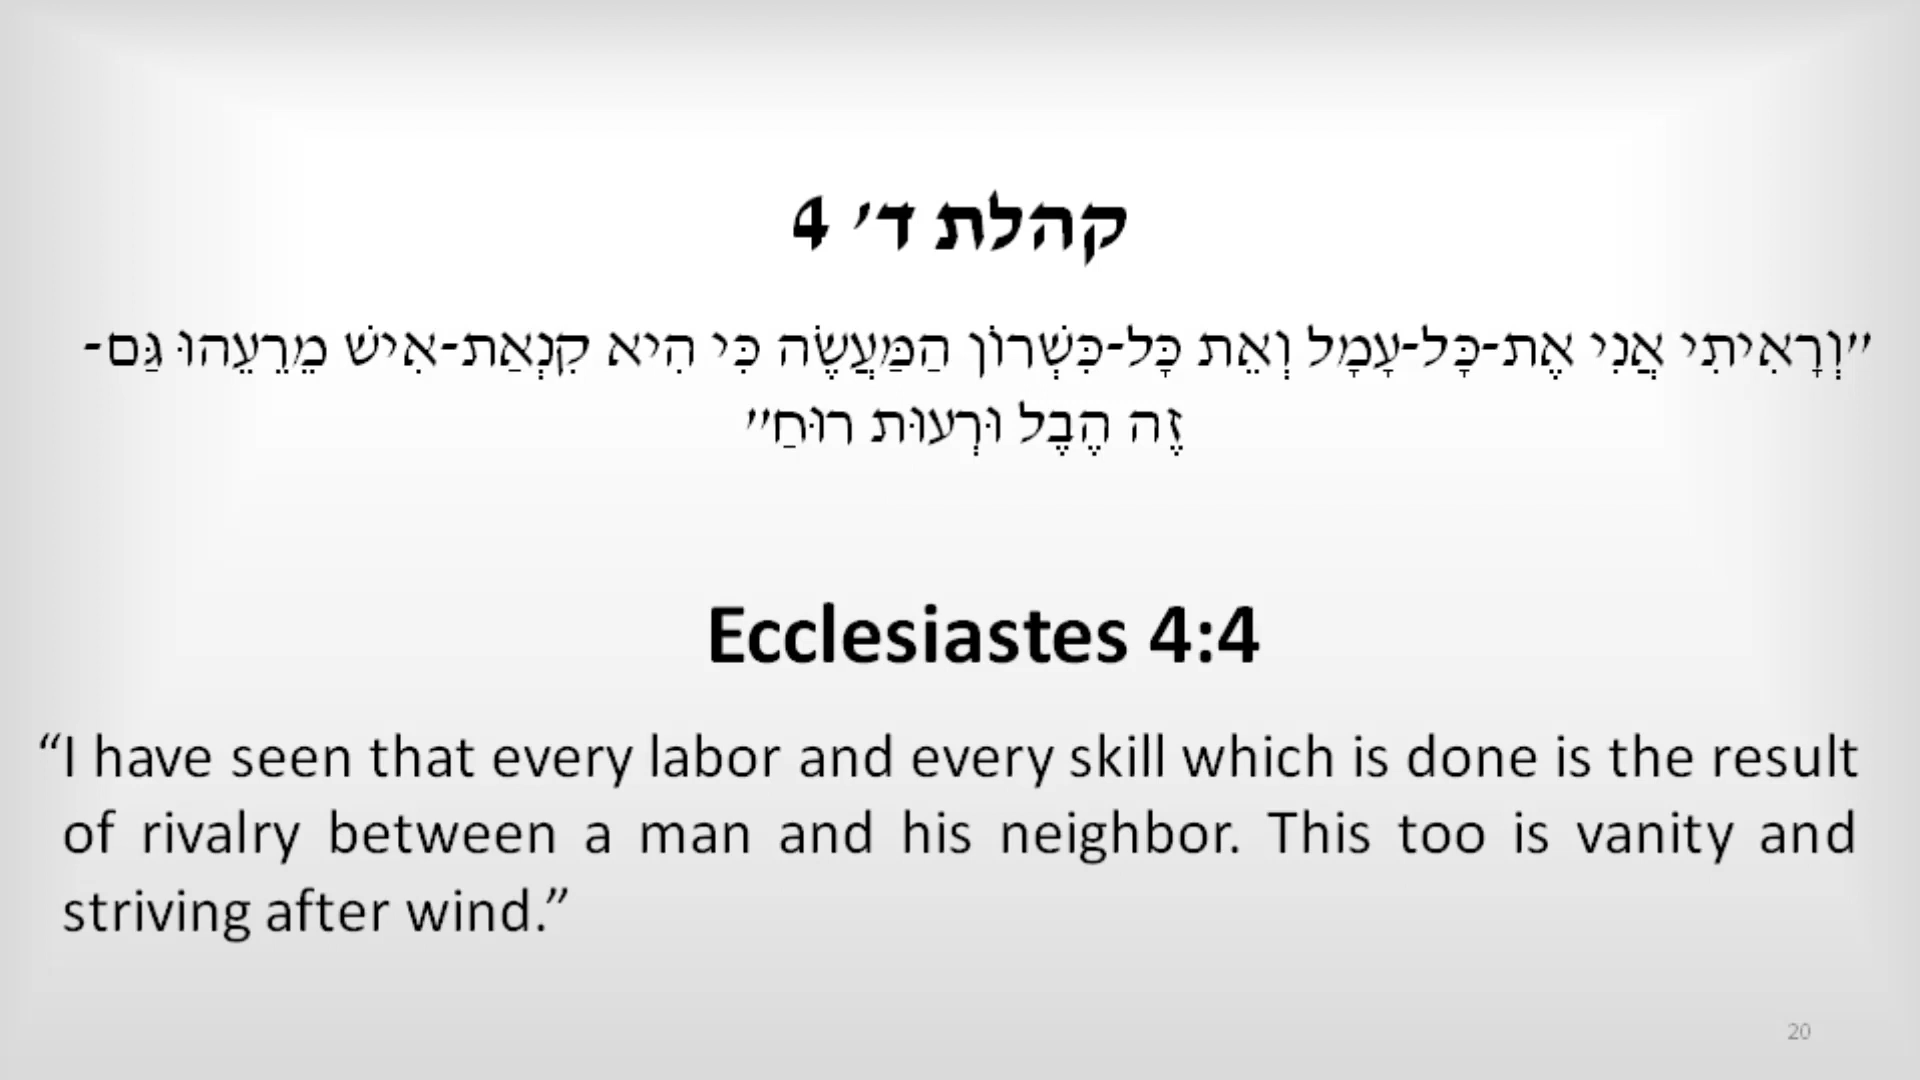 קהלת ד׳ 4
״וְרָאִיתִי אֲנִי אֶת-כָּל-עָמָל וְאֵת כָּל-כִּשְׁרוֹן הַמַּעֲשֶׂה כִּי הִיא קִנְאַת-אִישׁ מֵרֵעֵהוּ גַּם-
זֶה הֶבֶל וּרְעוּת רוּחַ״
Ecclesiastes 4:4
“I have seen that every labor and every skill which is done is the result
of rivalry between a man and his neighbor. This too is vanity and
striving after wind.”
20